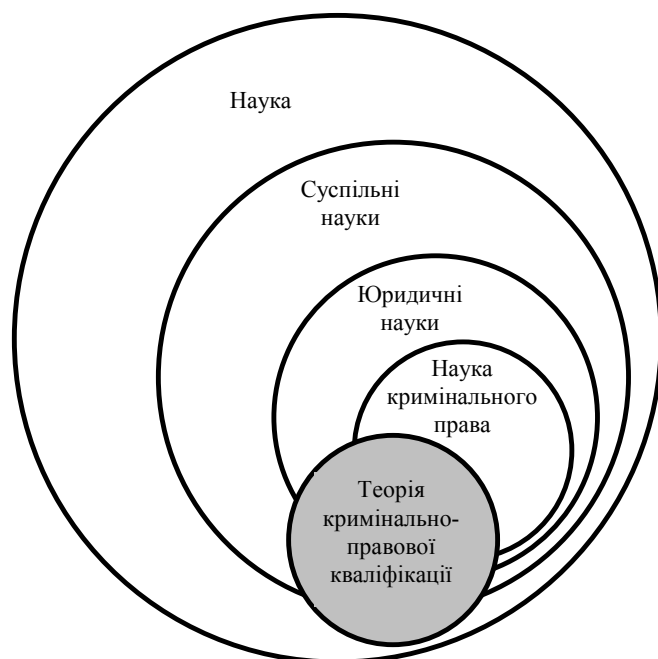 Наука
Суспільні
науки
Юридичні
науки
Наука
кримінального
права
Теорія
кримінально-
правової
кваліфікації